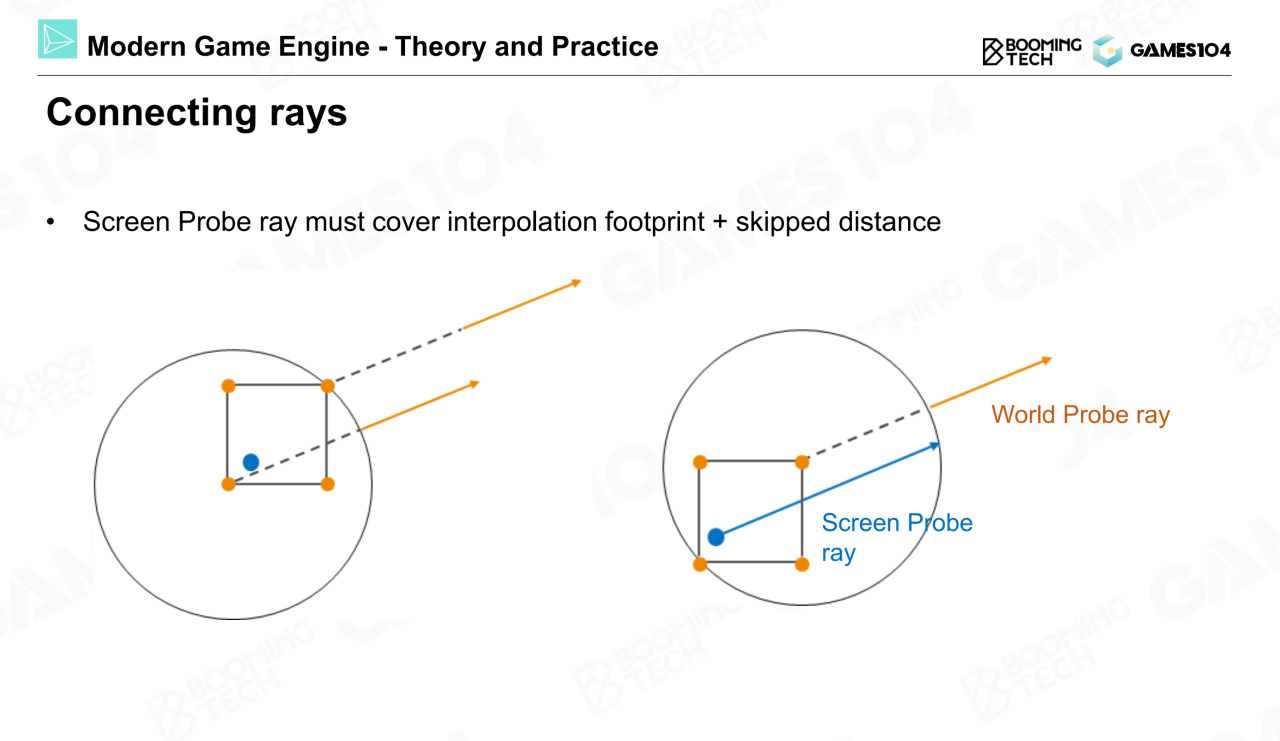 Modern Game Engine - Theory and Practice
BOOMING
TECH
GAMES104
Connecting rays
• Screen Probe ray must cover interpolation footprint + skipped distance
World Probe ray
Screen Probe
ray